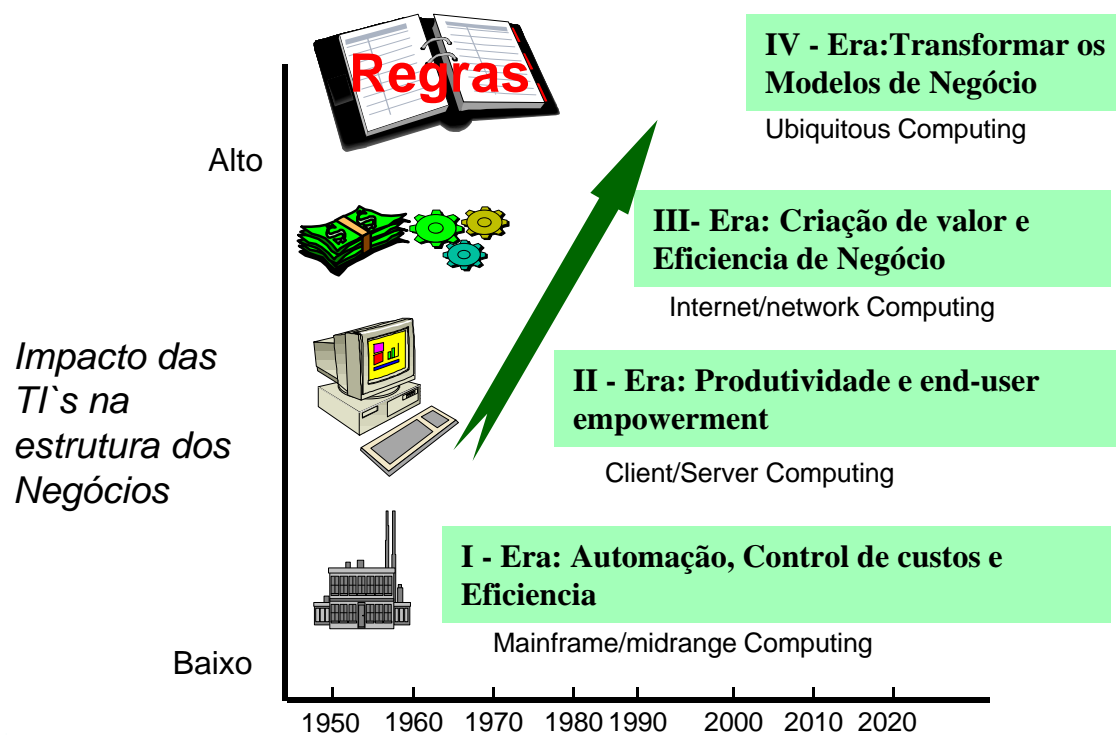 Regras
IV - Era:Transformar os
Modelos de Negócio
Ubiquitous Computing
Alto
III- Era: Criação de valor e
Eficiencia de Negócio
Internet/network Computing
Impacto das
TI`s na
estrutura dos
Negócios
II - Era: Produtividade e end-user
empowerment
Client/Server Computing
I - Era: Automação, Control de custos e
Eficiencia
Mainframe/midrange Computing
Baixo
1950 1960 1970 1980 1990 2000 2010 2020